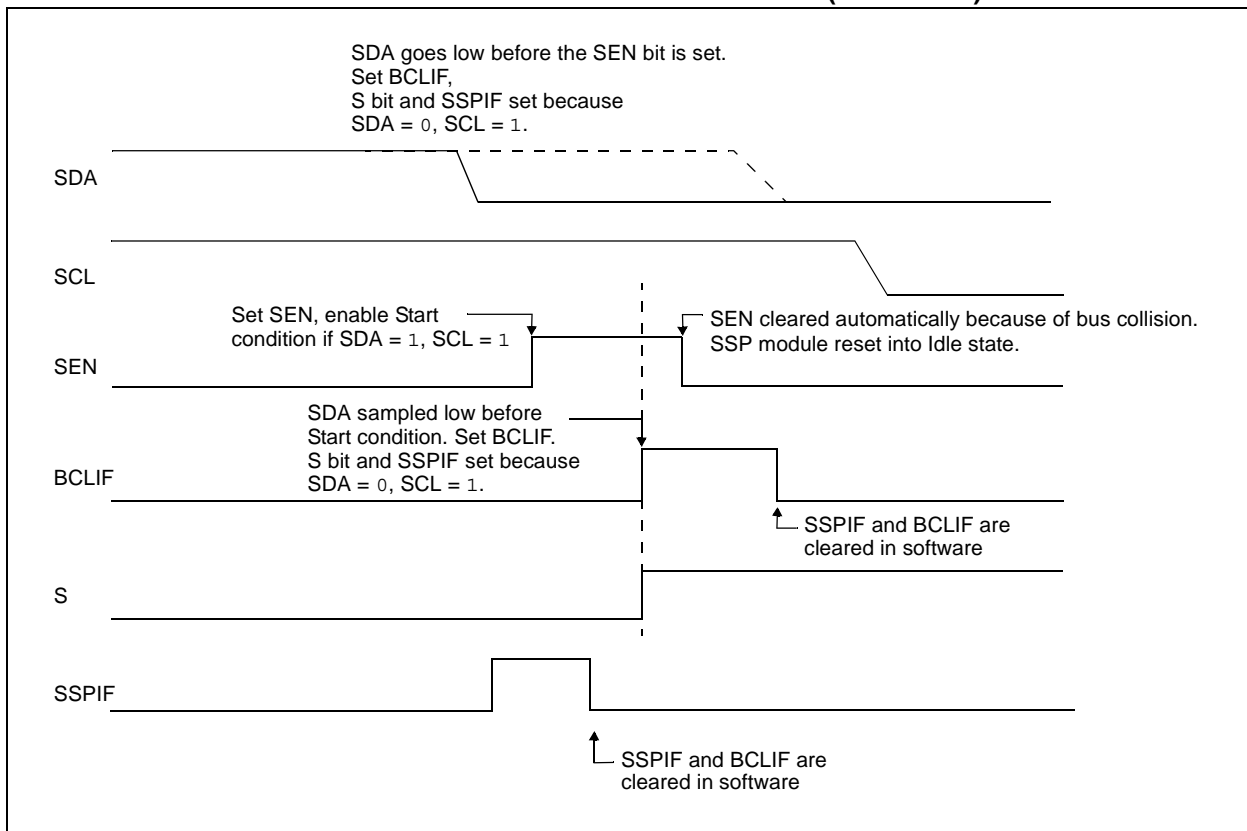 SDA goes low before the SEN bit is set.
Set BCLIF,
S bit and SSPIF set because
SDA = 0, SCL = 1.
SDA
SCL
Set SEN, enable Start
condition if SDA = 1, SCL = 1
SEN cleared automatically because of bus collision.
SSP module reset into Idle state.
SEN
SDA sampled low before
Start condition. Set BCLIF.
S bit and SSPIF set because
SDA = 0, SCL = 1.
BCLIF
SSPIF and BCLIF are
cleared in software
S
SSPIF
SSPIF and BCLIF are
cleared in software